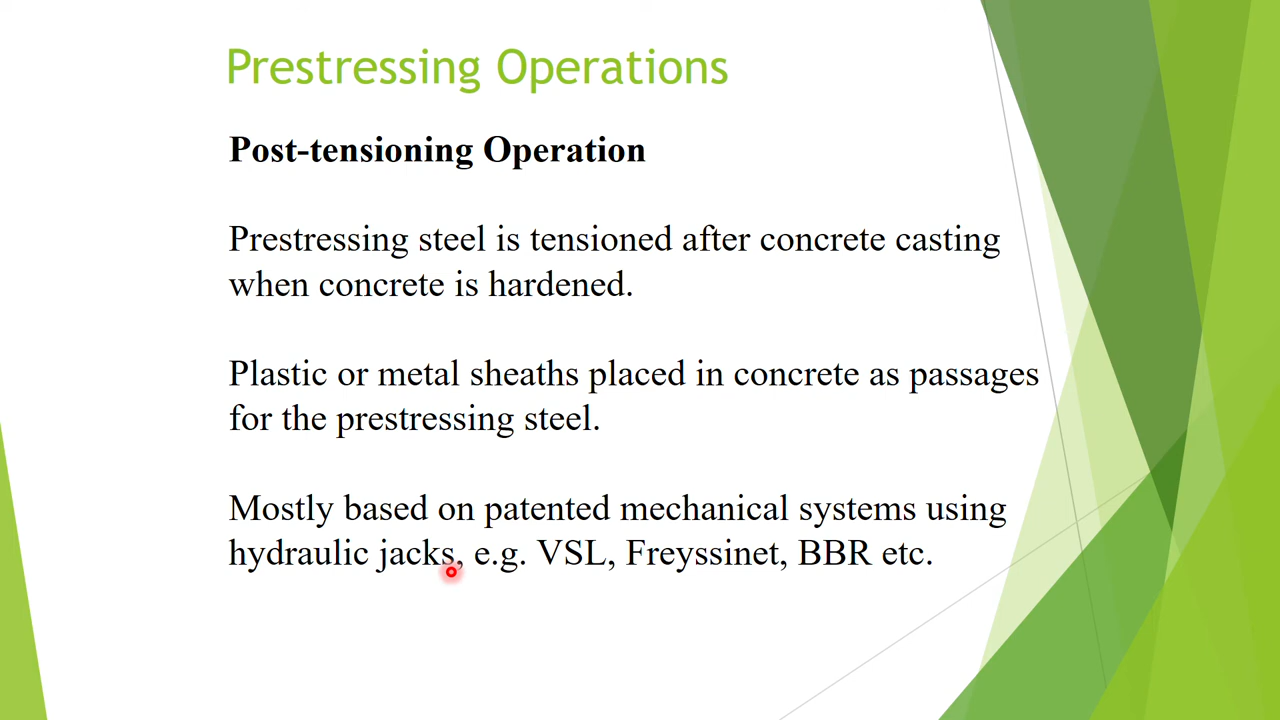 Prestressing Operations
Post-tensioning Operation
Prestressing steel is tensioned after concrete casting
when concrete is hardened.
Plastic or metal sheaths placed in concrete as passages
for the prestressing steel.
Mostly based on patented mechanical systems using
hydraulic jacks, e.g. VSL, Freyssinet, BBR etc.